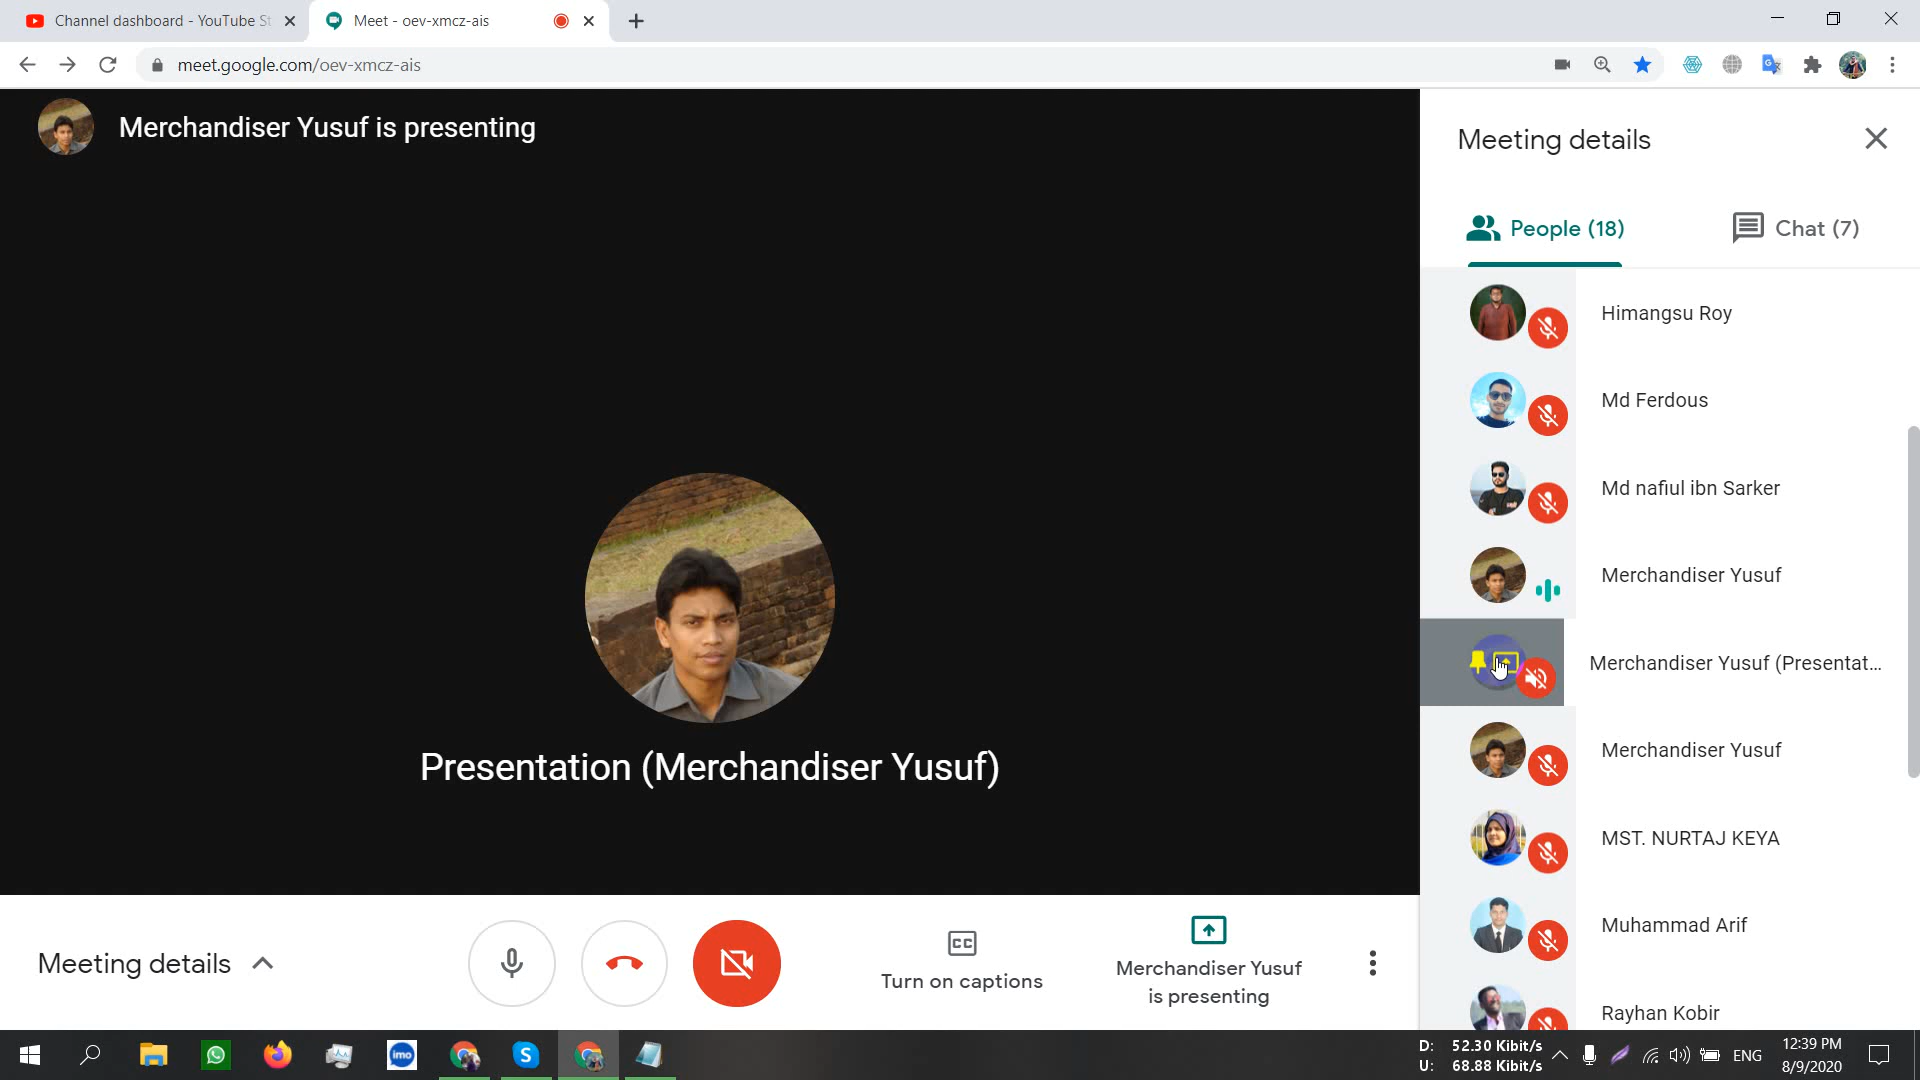 Channel dashboard - YouTube St
Meet - oev-xmcz-ais
meet.google.com/oev-xmcz-ais
Merchandiser Yusuf is presenting
Meeting details
People (18)
Chat (7)
Himangsu Roy
Md Ferdous
Md nafiul ibn Sarker
Merchandiser Yusuf
Merchandiser Yusuf (Presentat...
Merchandiser Yusuf
MST. NURTAJ KEYA
Muhammad Arif
Rayhan Kobir
Presentation (Merchandiser Yusuf)
Meeting details
CC
Turn on captions
Merchandiser Yusuf
is presenting
imo
D: 52.30 Kibit/s
U: 68.88 Kibit/s
ENG
12:39 PM
8/9/2020